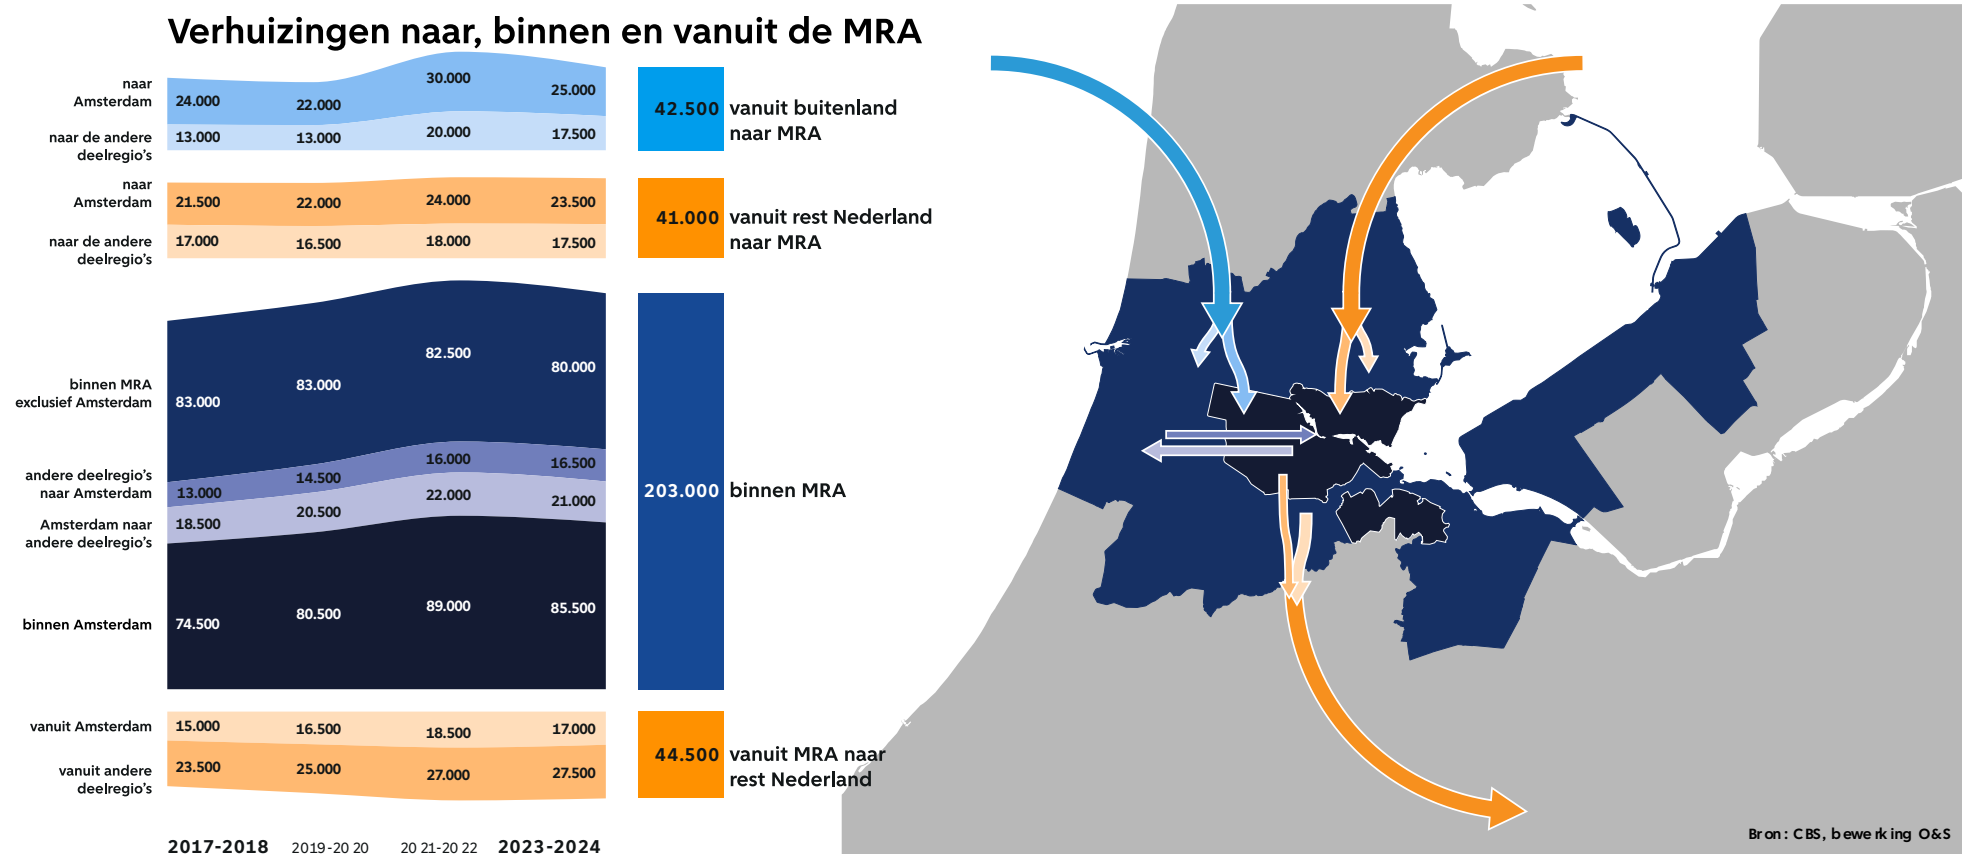 Verhuizingen naar, binnen en vanuit de MRA
naar
Amsterdam
24.000 22.000 30.000 25.000
naar de andere
deelregio's
13.000 13.000 20.000 17.500
42.500 vanuit buitenland
naar MRA
naar
Amsterdam
21.500 22.000 24.000 23.500
naar de andere
deelregio's
17.000 16.500 18.000 17.500
41.000 vanuit rest Nederland
naar MRA
binnen MRA
exclusief Amsterdam
83.000 83.000 82.500 80.000
andere deelregio's
naar Amsterdam
13.000 14.500 16.000 16.500
Amsterdam naar
andere deelregio's
18.500 20.500 22.000 21.000
binnen Amsterdam
74.500 80.500 89.000 85.500
203.000 binnen MRA
vanuit Amsterdam
15.000 16.500 18.500 17.000
vanuit andere
deelregio's
23.500 25.000 27.000 27.500
44.500 vanuit MRA naar
rest Nederland
2017-2018 2019-2020 2021-2022 2023-2024
Bron: CBS, bewerking O&S